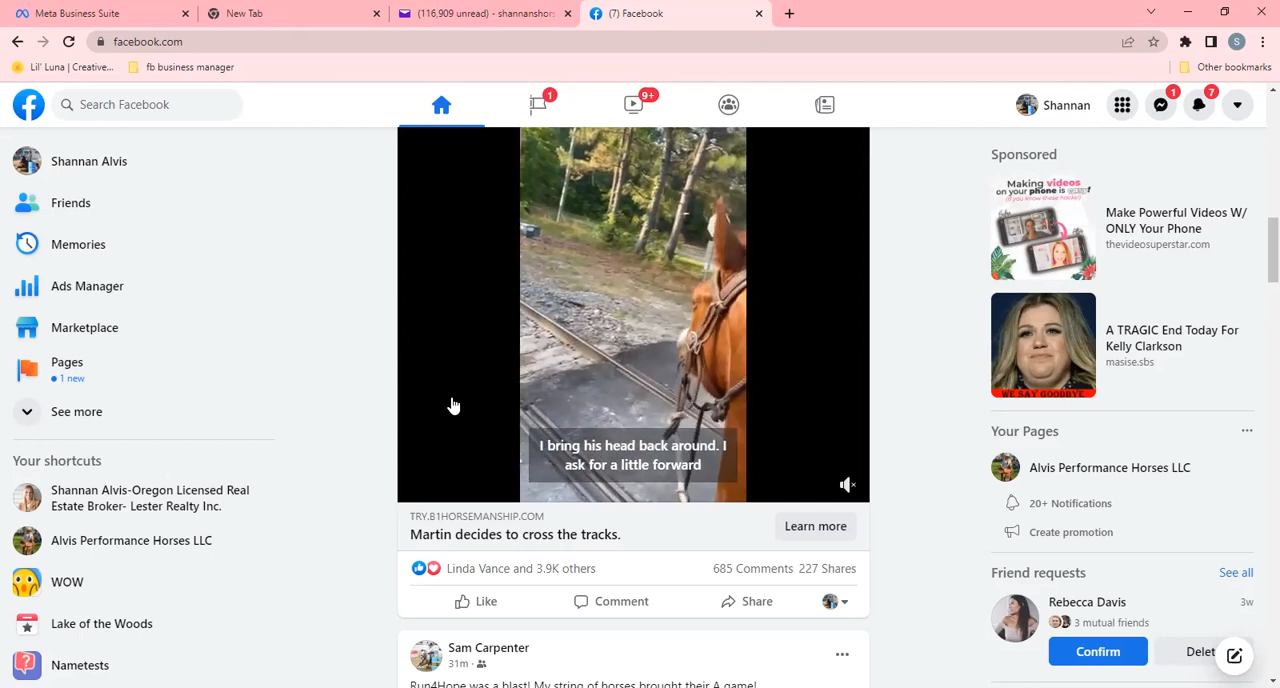 Meta Business Suite
New Tab
(116,909 unread) - shannanshors
(7) Facebook
facebook.com
Lil' Luna | Creative...
fb business manager
Other bookmarks
S
Search Facebook
1
9+
Shannan
1
7
Shannan Alvis
Friends
Memories
Ads Manager
Marketplace
Pages
1 new
See more
Your shortcuts
Shannan Alvis-Oregon Licensed Real
Estate Broker- Lester Realty Inc.
Alvis Performance Horses LLC
WOW
Lake of the Woods
Nametests
I bring his head back around. I
ask for a little forward
TRY.B1HORSEMANSHIP.COM
Martin decides to cross the tracks.
Learn more
Linda Vance and 3.9K others
685 Comments 227 Shares
Like
Comment
Share
Sam Carpenter
31m ·
Run4Hope was a blast! My string of horses brought their A game!
Sponsored
Making videos
on your phone is easy!
(if you know these hacks!)
Make Powerful Videos W/
ONLY Your Phone
thevideosuperstar.com
WE SAY GOODBYE
A TRAGIC End Today For
Kelly Clarkson
masise.sbs
Your Pages
Alvis Performance Horses LLC
20+ Notifications
Create promotion
Friend requests
See all
Rebecca Davis
3w
3 mutual friends
Confirm
Delet